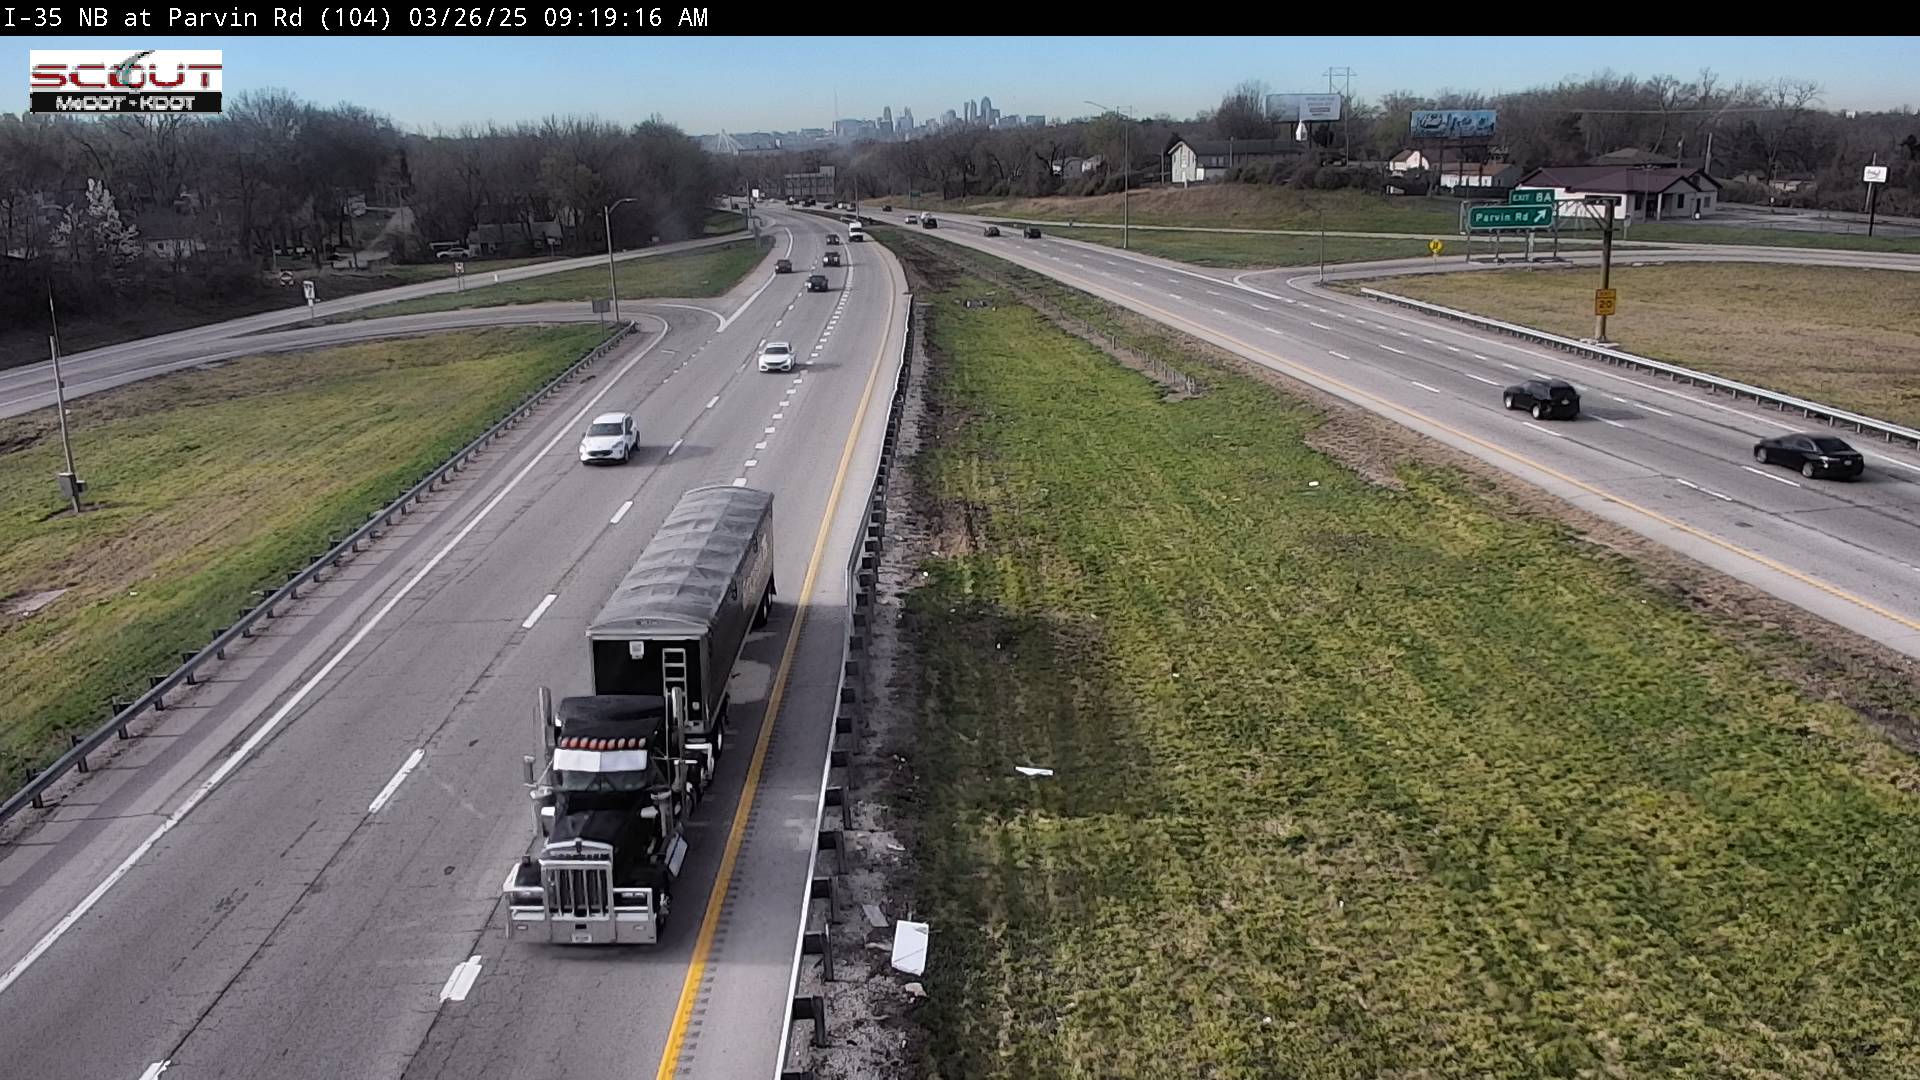 I-35 NB at Parvin Rd (104) 03/26/25 09:19:16 AM
SCOUT
MoDOT - KDOT
EXIT 8A
Parvin Rd
20